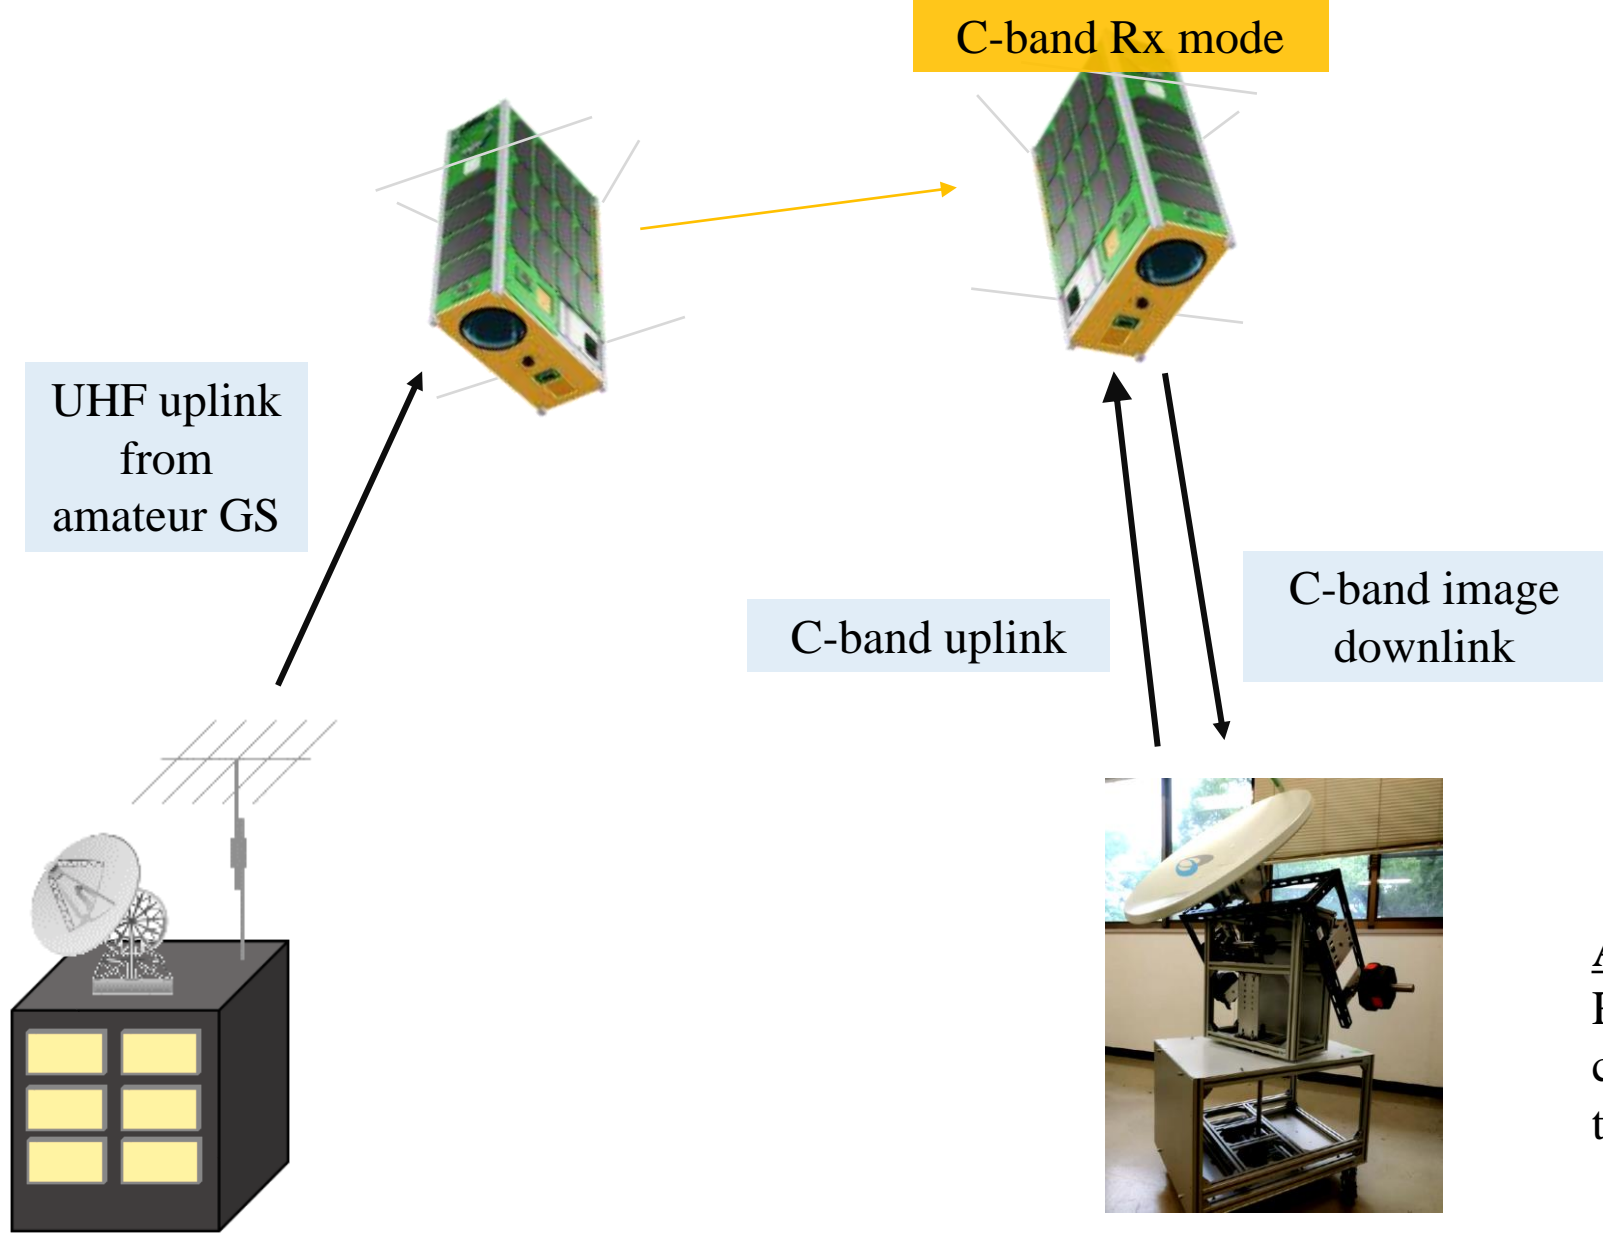 C-band Rx mode
UHF uplink
from
amateur GS
C-band uplink
C-band image
downlink